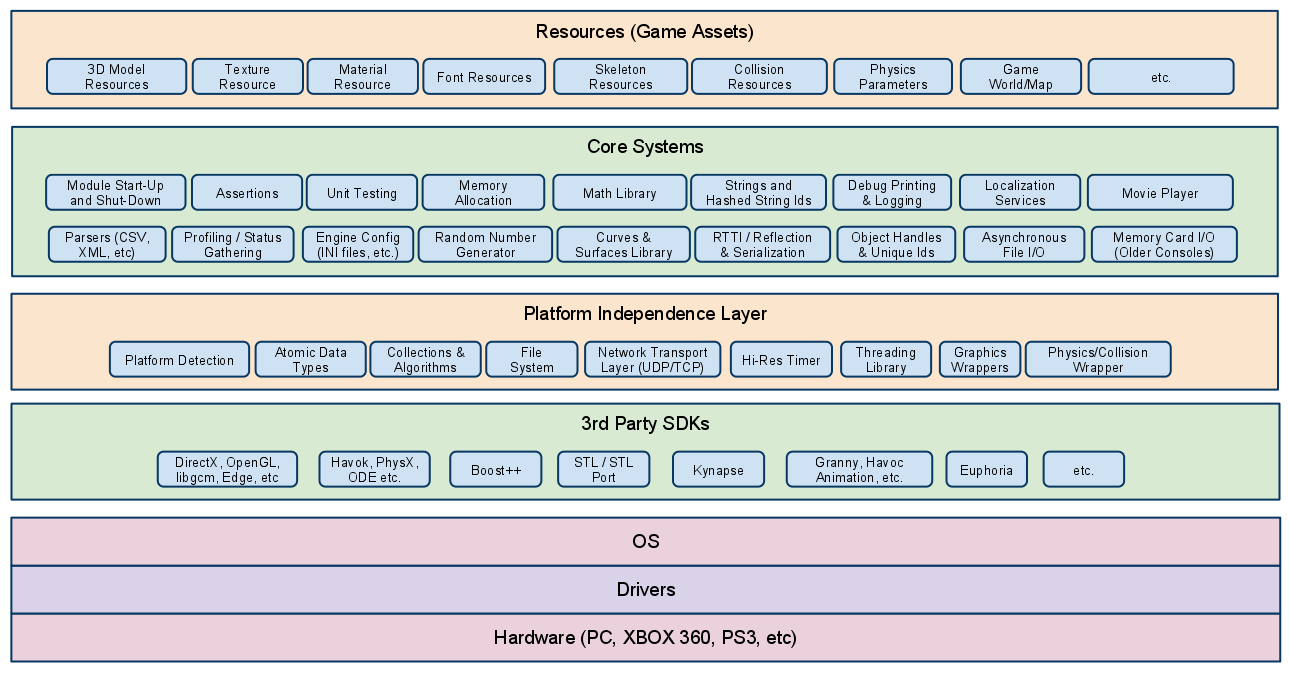 Resources (Game Assets)
3D Model
Resources
Texture
Resource
Material
Resource
Font Resources
Skeleton
Resources
Collision
Resources
Physics
Parameters
Game
World/Map
etc.
Core Systems
Module Start-Up
and Shut-Down
Assertions
Unit Testing
Memory
Allocation
Math Library
Strings and
Hashed String Ids
Debug Printing
& Logging
Localization
Services
Movie Player
Parsers (CSV,
XML, etc)
Profiling / Status
Gathering
Engine Config
(INI files, etc.)
Random Number
Generator
Curves &
Surfaces Library
RTTI / Reflection
& Serialization
Object Handles
& Unique Ids
Asynchronous
File I/O
Memory Card I/O
(Older Consoles)
Platform Independence Layer
Platform Detection
Atomic Data
Types
Collections &
Algorithms
File
System
Network Transport
Layer (UDP/TCP)
Hi-Res Timer
Threading
Library
Graphics
Wrappers
Physics/Collision
Wrapper
3rd Party SDKs
DirectX, OpenGL,
libgcm, Edge, etc
Havok, PhysX,
ODE etc.
Boost++
STL / STL
Port
Kynapse
Granny, Havoc
Animation, etc.
Euphoria
etc.
OS
Drivers
Hardware (PC, XBOX 360, PS3, etc)